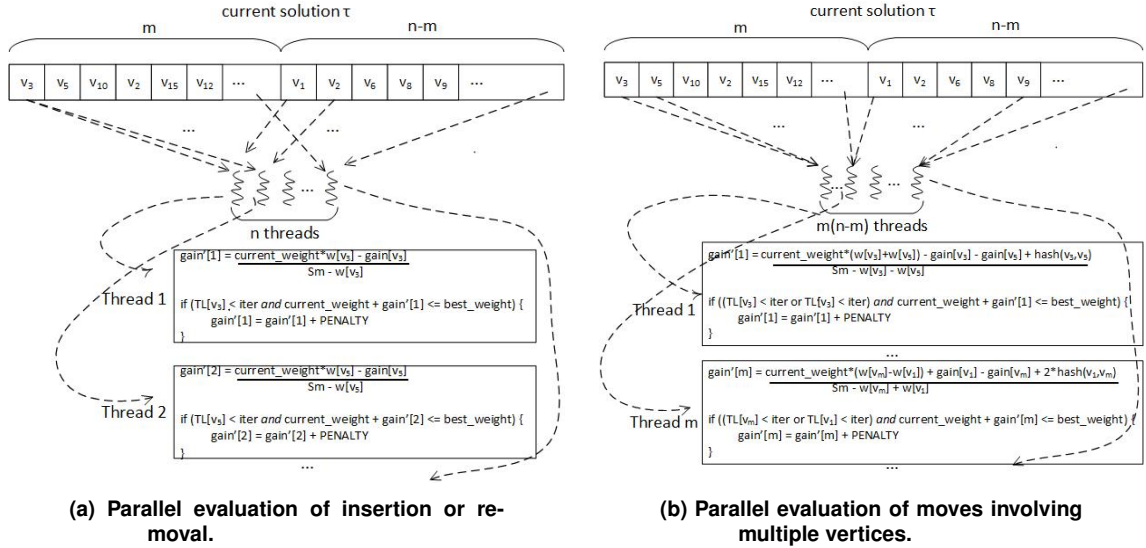 current solution τ
m
n-m
v₃ v₅ v₁₀ v₂ v₁₅ v₁₂ ... v₁ v₂ v₆ v₈ v₉ ...
... ...
...
n threads
gain'[1] = current_weight*w[v₃] - gain[v₃]
Sm - w[v₃]
Thread 1
if (TL[v₃] < iter and current_weight + gain'[1] <= best_weight) {
gain'[1] = gain'[1] + PENALTY
}
gain'[2] = current_weight*w[v₅] - gain[v₅]
Sm - w[v₅]
Thread 2
if (TL[v₅] < iter and current_weight + gain'[2] <= best_weight) {
gain'[2] = gain'[2] + PENALTY
}
...
(a) Parallel evaluation of insertion or re-
moval.
current solution τ
m
n-m
v₃ v₅ v₁₀ v₂ v₁₅ v₁₂ ... v₁ v₂ v₆ v₈ v₉ ...
... ...
... ...
m(n-m) threads
gain'[1] = current_weight*(w[v₃]+w[v₅]) - gain[v₃] - gain[v₅] + hash(v₃,v₅)
Sm - w[v₃] - w[v₅]
Thread 1
if ((TL[v₅] < iter or TL[v₃] < iter) and current_weight + gain'[1] <= best_weight) {
gain'[1] = gain'[1] + PENALTY
}
...
gain'[m] = current_weight*(w[vₘ]-w[v₁]) + gain[v₁] - gain[vₘ] + 2*hash(v₁,vₘ)
Sm - w[vₘ] + w[v₁]
Thread m
if ((TL[vₘ] < iter or TL[v₁] < iter) and current_weight + gain'[m] <= best_weight) {
gain'[m] = gain'[m] + PENALTY
}
...
(b) Parallel evaluation of moves involving
multiple vertices.